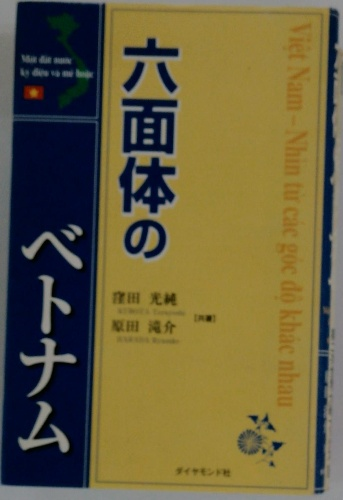 Một đất nước
kỳ diệu và mê hoặc
六面体の
ベトナム
Việt Nam – Nhìn từ các góc độ khác nhau
窪田 光純
KUBOTA
原田 滝介
HARADA
[共著]
ダイヤモンド社